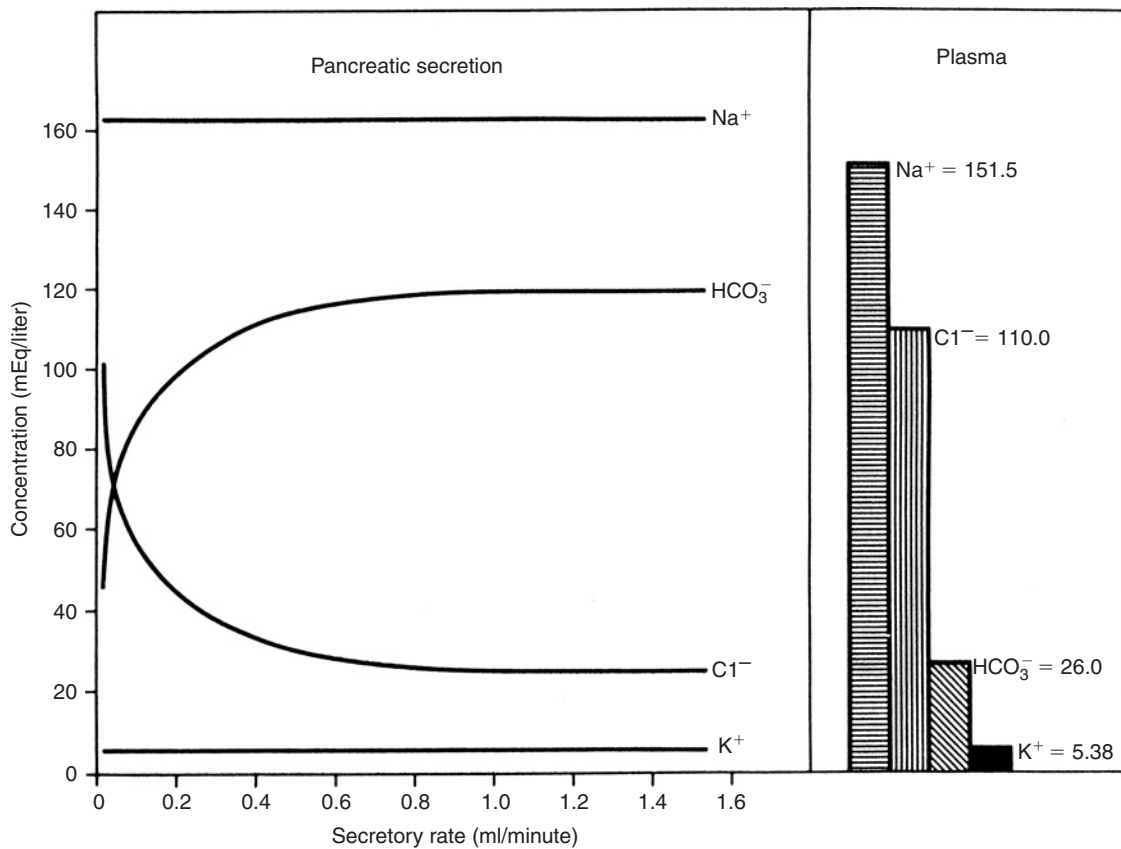 Pancreatic secretion
Plasma
Concentration (mEq/liter)
160
140
120
100
80
60
40
20
0
Na⁺
HCO₃⁻
C1⁻
K⁺
0 0.2 0.4 0.6 0.8 1.0 1.2 1.4 1.6
Secretory rate (ml/minute)
Na⁺ = 151.5
C1⁻ = 110.0
HCO₃⁻ = 26.0
K⁺ = 5.38